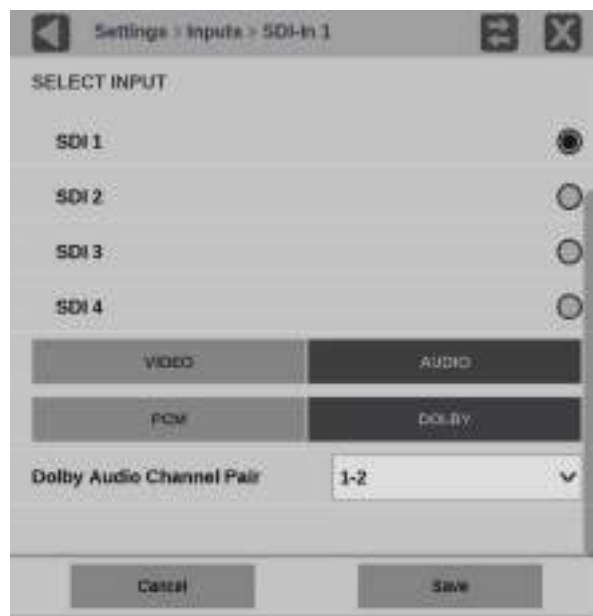 Settings > Inputs > SDI-In 1
SELECT INPUT
SDI 1
SDI 2
SDI 3
SDI 4
VIDEO AUDIO
PCM DOLBY
Dolby Audio Channel Pair 1-2
Cancel Save